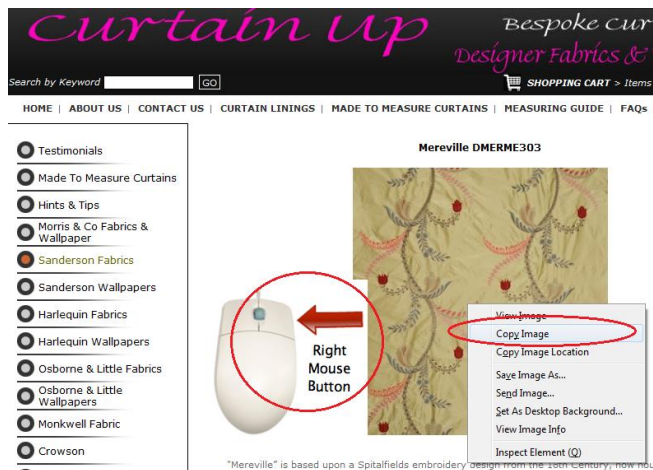 Curtain Up
Bespoke Cur
Designer Fabrics &
Search by Keyword GO
SHOPPING CART > Items
HOME | ABOUT US | CONTACT US | CURTAIN LININGS | MADE TO MEASURE CURTAINS | MEASURING GUIDE | FAQs
Testimonials
Made To Measure Curtains
Hints & Tips
Morris & Co Fabrics &
Wallpaper
Sanderson Fabrics
Sanderson Wallpapers
Harlequin Fabrics
Harlequin Wallpapers
Osborne & Little Fabrics
Osborne & Little
Wallpapers
Monkwell Fabric
Crowson
Mereville DMERME303
Right
Mouse
Button
View Image
Copy Image
Copy Image Location
Save Image As...
Send Image...
Set As Desktop Background...
View Image Info
Inspect Element (Q)
"Mereville" is based upon a Spitalfields embroidery design from the 18th Century, now